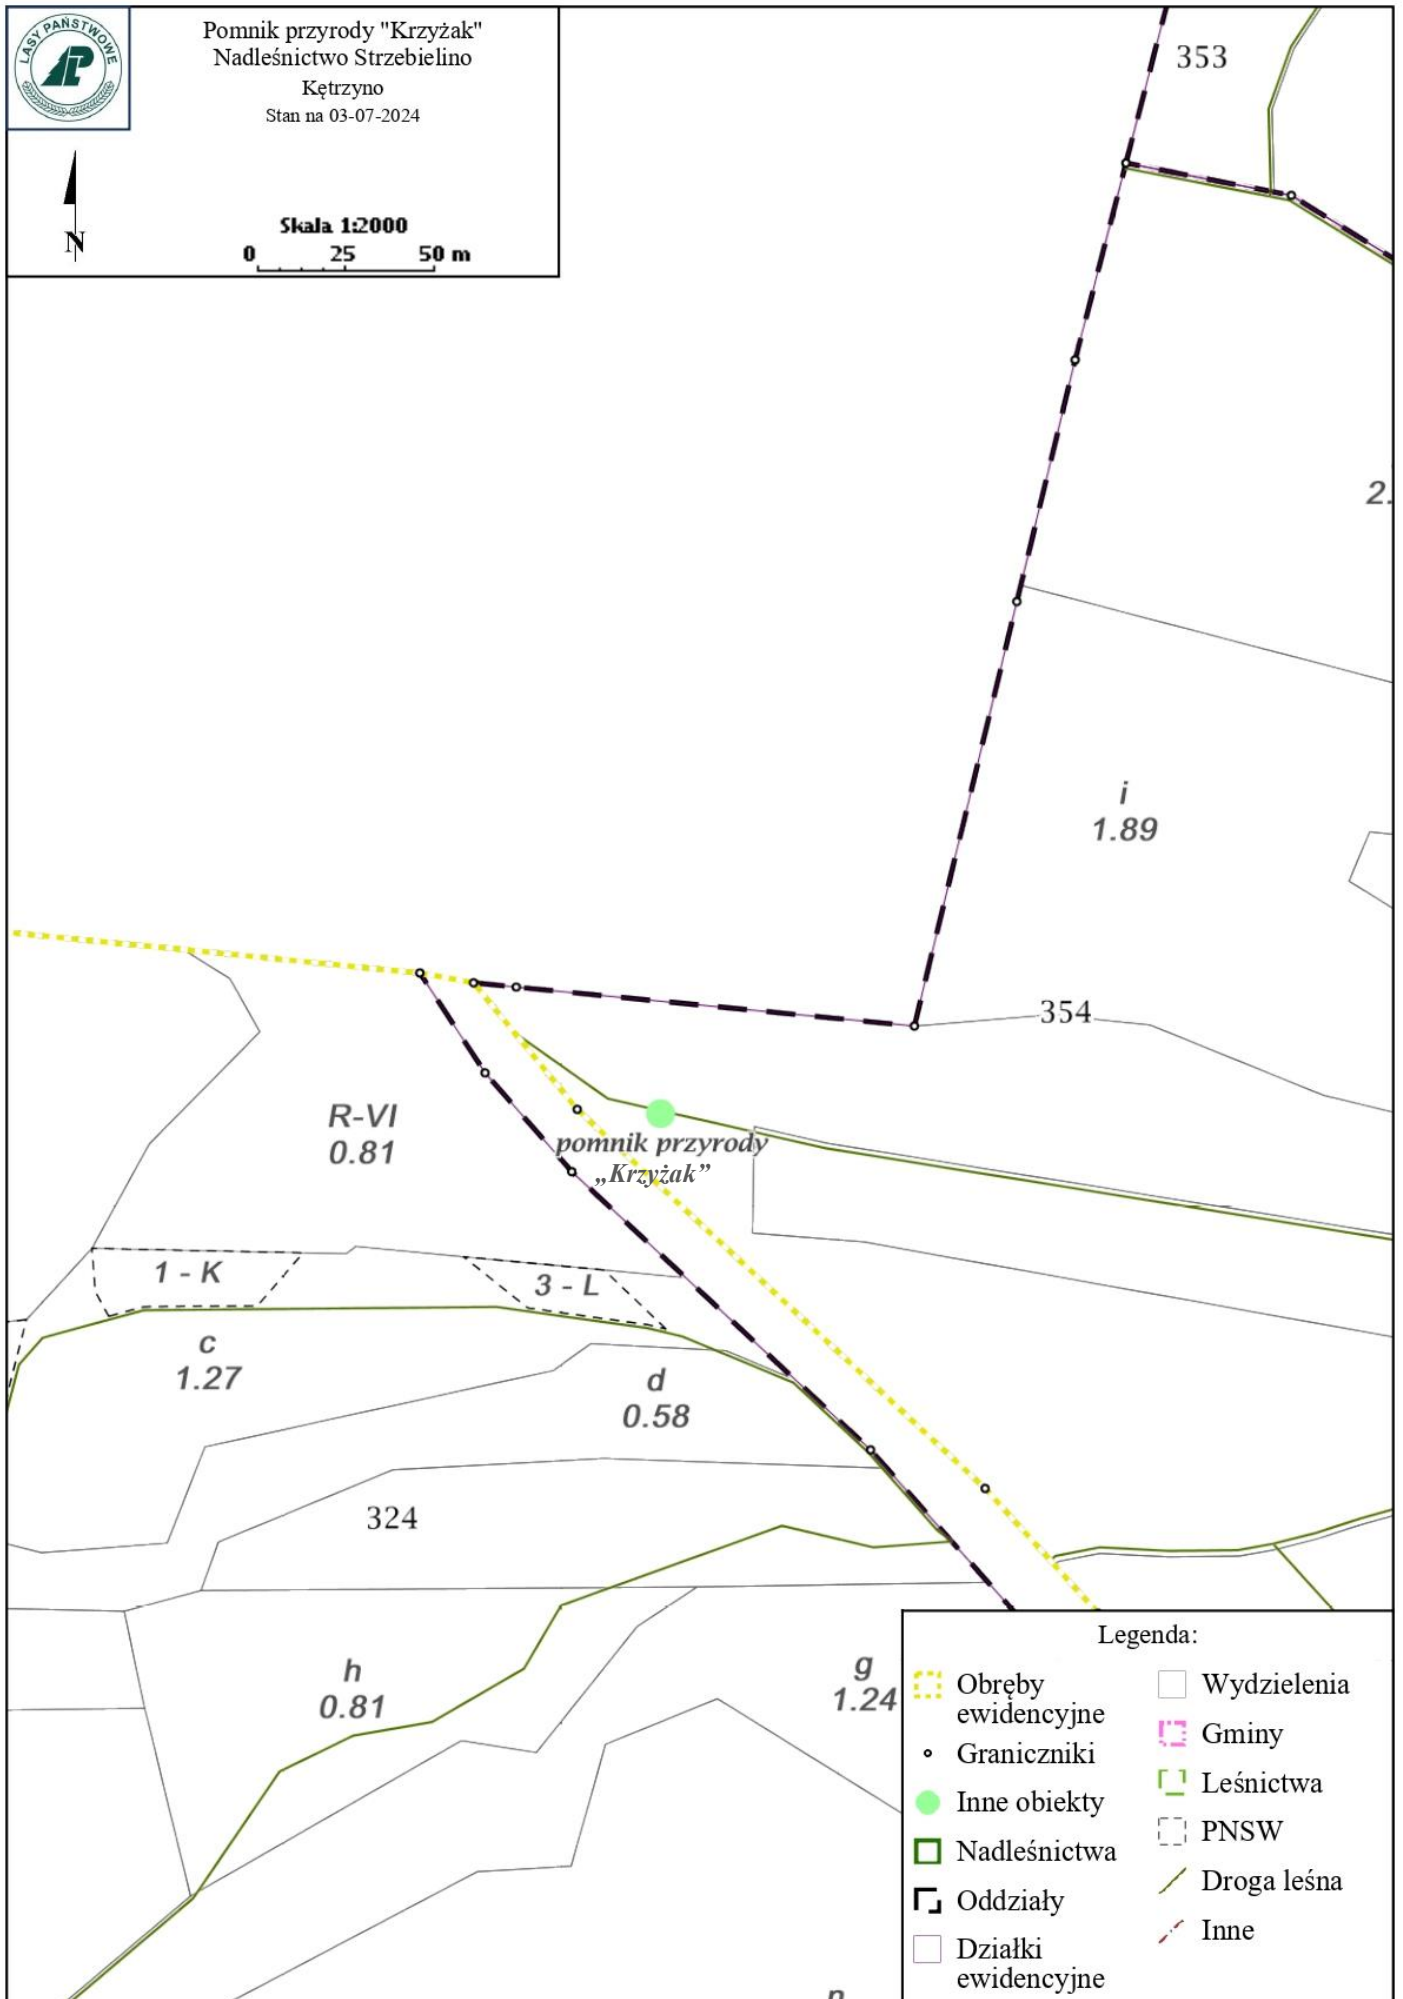 LASY PAŃSTWOWE
Pomnik przyrody "Krzyżak"
Nadleśnictwo Strzebielino
Kętrzyno
Stan na 03-07-2024
N
Skala 1:2000
0 25 50 m
353
2.
i
1.89
354
R-VI
0.81
pomnik przyrody
„Krzyżak”
1 - K
3 - L
c
1.27
d
0.58
324
h
0.81
g
1.24
Legenda:
Obręby
ewidencyjne
Graniczniki
Inne obiekty
Nadleśnictwa
Oddziały
Działki
ewidencyjne
Wydzielenia
Gminy
Leśnictwa
PNSW
Droga leśna
Inne